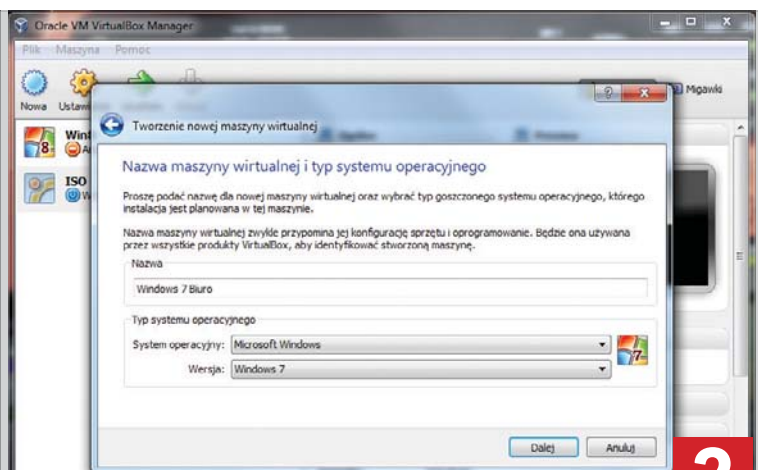 Oracle VM VirtualBox Manager
Plik Maszyna Pomoc
Nowa
Migawki
ISO
Tworzenie nowej maszyny wirtualnej
Nazwa maszyny wirtualnej i typ systemu operacyjnego
Proszę podać nazwę dla nowej maszyny wirtualnej oraz wybrać typ goszczonego systemu operacyjnego, którego
instalacja jest planowana w tej maszynie.
Nazwa maszyny wirtualnej zwykle przypomina jej konfigurację sprzętu i oprogramowanie. Będzie ona używana
przez wszystkie produkty VirtualBox, aby identyfikować stworzoną maszynę.
Nazwa
Windows 7 Biuro
Typ systemu operacyjnego
System operacyjny: Microsoft Windows
Wersja: Windows 7
Dalej Anuluj